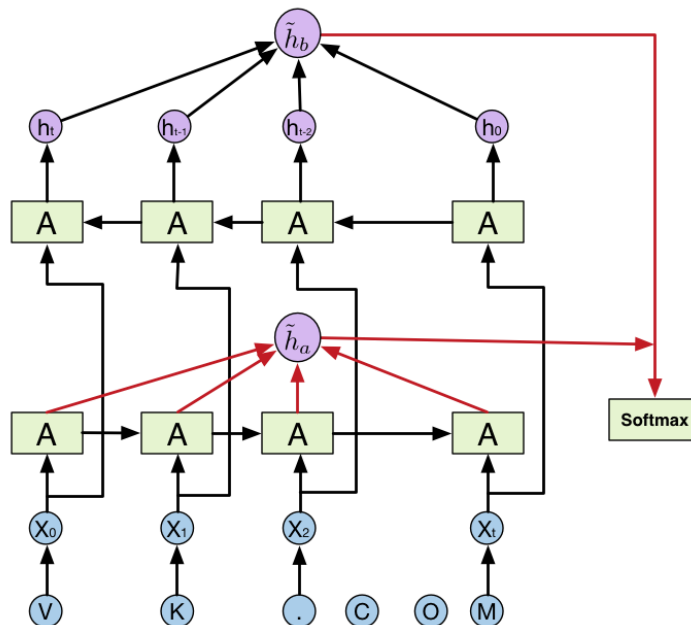 h̃b
ht ht-1 ht-2 h0
A A A A
h̃a
A A A A
Softmax
X0 X1 X2 Xt
V K . C O M